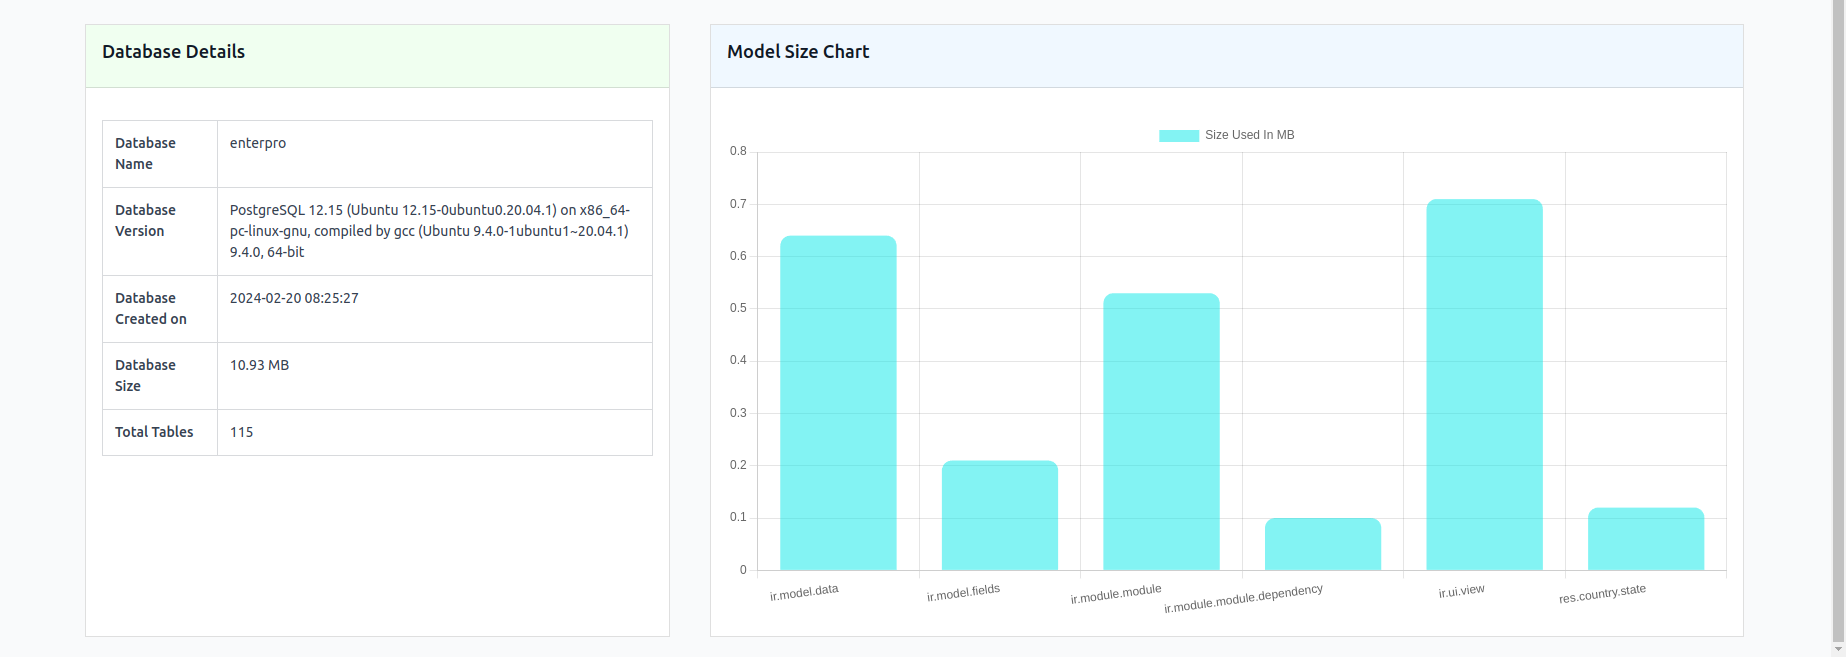 Database Details
Database
Name
enterpro
Database
Version
PostgreSQL 12.15 (Ubuntu 12.15-0ubuntu0.20.04.1) on x86_64-
pc-linux-gnu, compiled by gcc (Ubuntu 9.4.0-1ubuntu1~20.04.1)
9.4.0, 64-bit
Database
Created on
2024-02-20 08:25:27
Database
Size
10.93 MB
Total Tables
115
Model Size Chart
Size Used In MB
0.8
0.7
0.6
0.5
0.4
0.3
0.2
0.1
0
ir.model.data
ir.model.fields
ir.module.module
ir.module.module.dependency
ir.ui.view
res.country.state